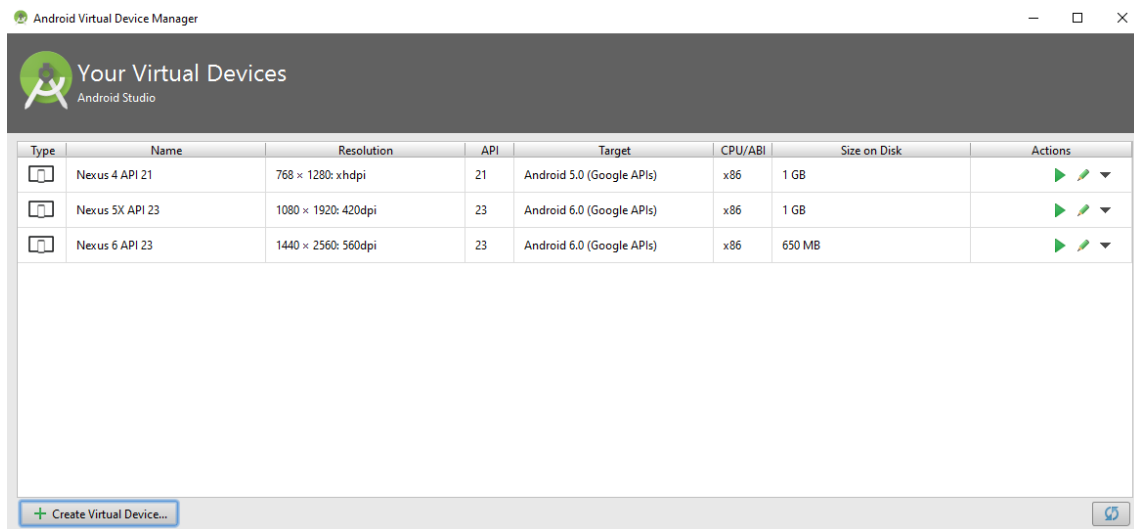 Android Virtual Device Manager
Your Virtual Devices
Android Studio
Type Name Resolution API Target CPU/ABI Size on Disk Actions
Nexus 4 API 21 768 × 1280: xhdpi 21 Android 5.0 (Google APIs) x86 1 GB
Nexus 5X API 23 1080 × 1920: 420dpi 23 Android 6.0 (Google APIs) x86 1 GB
Nexus 6 API 23 1440 × 2560: 560dpi 23 Android 6.0 (Google APIs) x86 650 MB
Create Virtual Device...